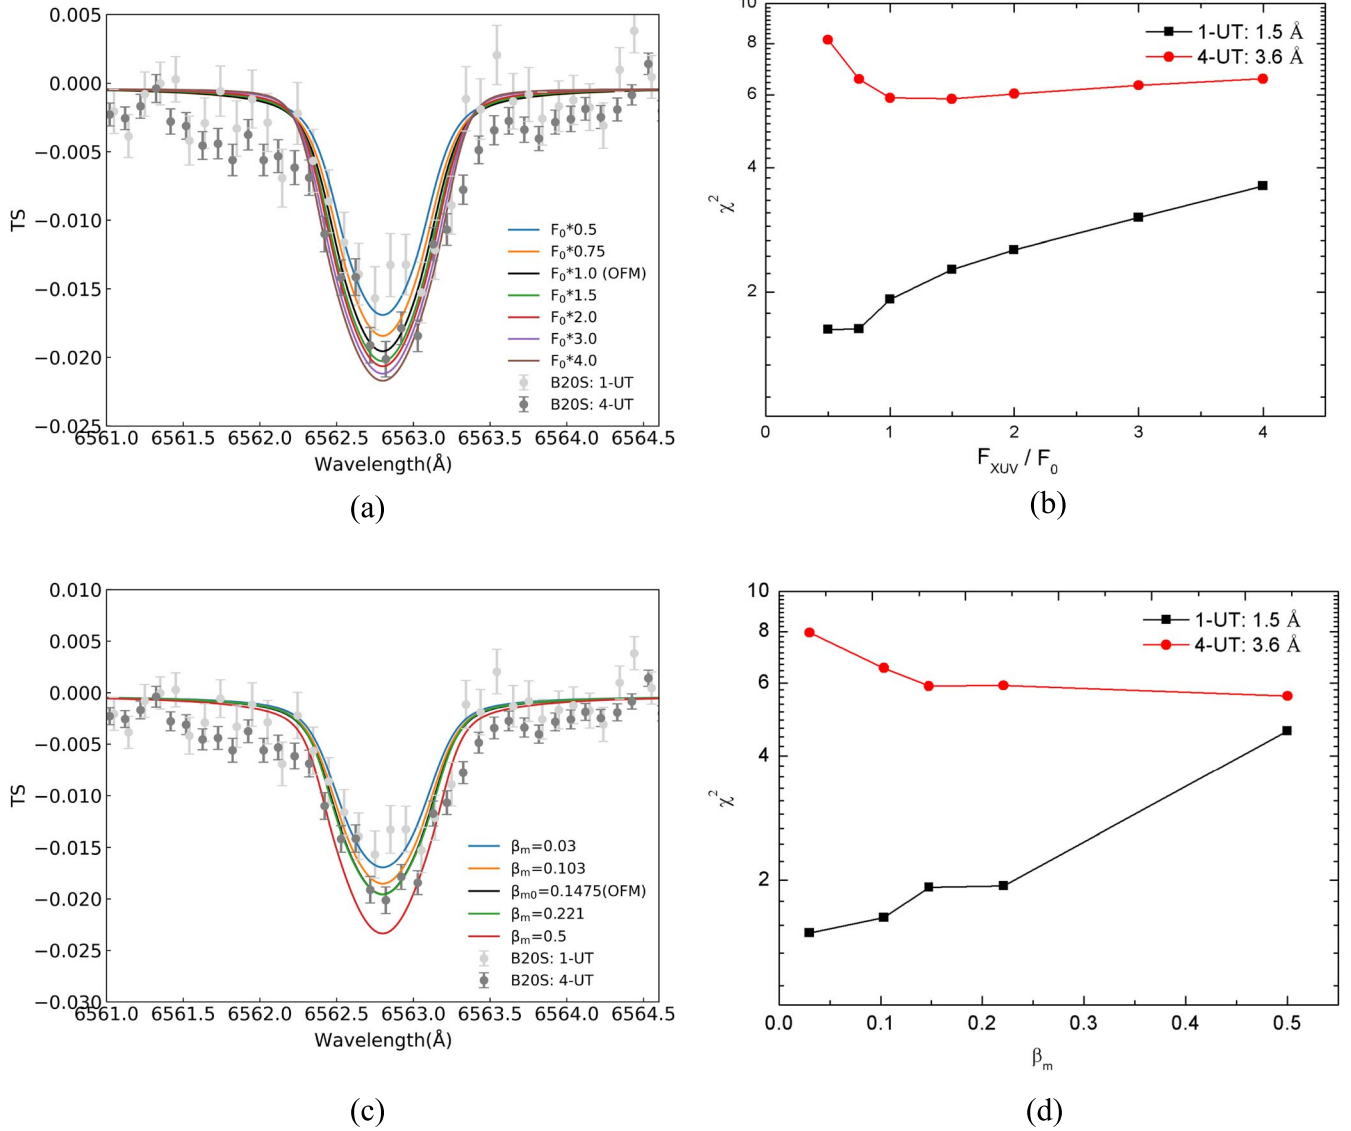 0.005
0.000
−0.005
−0.010
−0.015
−0.020
−0.025
TS
F₀*0.5
F₀*0.75
F₀*1.0 (OFM)
F₀*1.5
F₀*2.0
F₀*3.0
F₀*4.0
B20S: 1-UT
B20S: 4-UT
6561.0 6561.5 6562.0 6562.5 6563.0 6563.5 6564.0 6564.5
Wavelength(Å)
(a)
10
8
6
4
2
χ²
1-UT: 1.5 Å
4-UT: 3.6 Å
0 1 2 3 4
F_XUV / F₀
(b)
0.010
0.005
0.000
−0.005
−0.010
−0.015
−0.020
−0.025
−0.030
TS
βₘ=0.03
βₘ=0.103
βₘ₀=0.1475(OFM)
βₘ=0.221
βₘ=0.5
B20S: 1-UT
B20S: 4-UT
6561.0 6561.5 6562.0 6562.5 6563.0 6563.5 6564.0 6564.5
Wavelength(Å)
(c)
10
8
6
4
2
χ²
1-UT: 1.5 Å
4-UT: 3.6 Å
0.0 0.1 0.2 0.3 0.4 0.5
βₘ
(d)